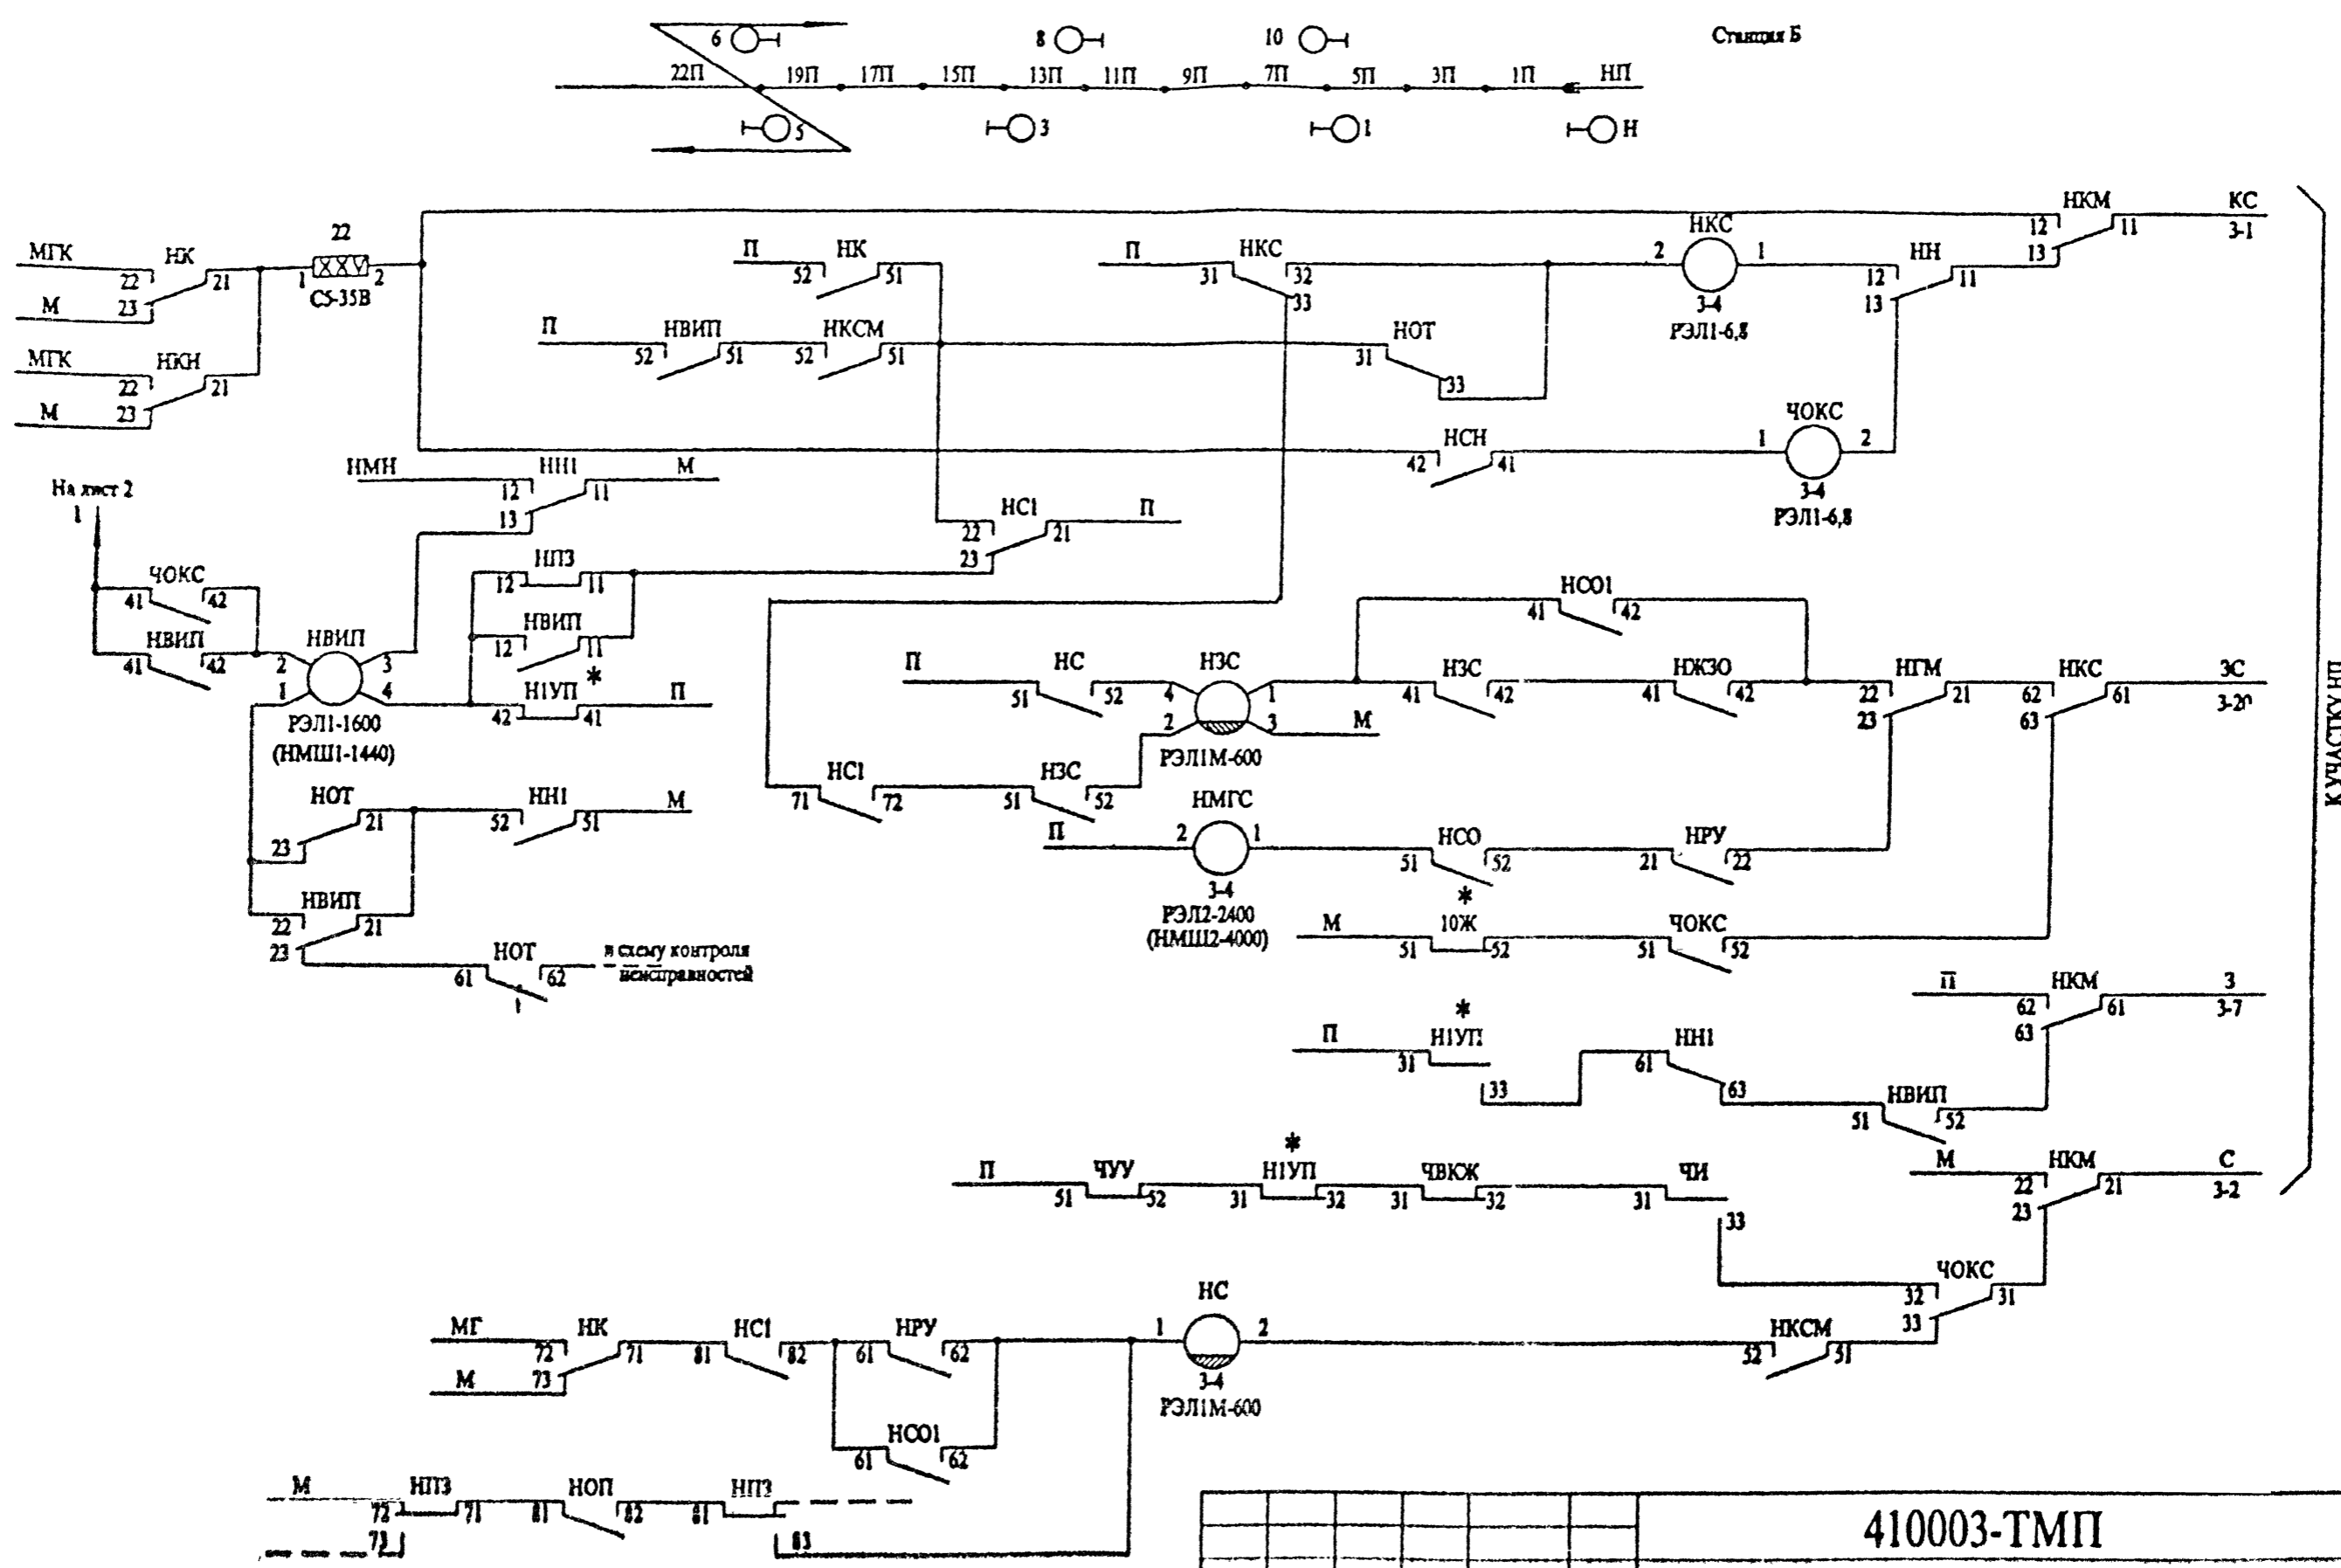 Станция Б
6
8
10
22П 19П 17П 15П 13П 11П 9П 7П 5П 3П 1П НП
5
3
1
Н
МГК 22 НК 21
М 23
22
1 2
С5-35В
МГК 22 НКН 21
М 23
П 52 НК 51
П 52 НВИП 51 52 НКСМ 51
П 31 НКС 32
33
31 НОТ
33
2 НКС 1
3-4
РЭЛ1-6,8
12 НН 11
13
12 НКМ 11
13
КС
3-1
42 НСН 41
1 ЧОКС 2
3-4
РЭЛ1-6,8
НМН 12 НН1 11 М
13
На лист 2
1
ЧОКС
41 42
НВИП
41 42
НВИП
2 3
1 4
РЭЛ1-1600
(НМШ1-1440)
22 НС1 21 П
23
НПЗ
12 11
НВИП
12 11
*
Н1УП П
42 41
НОТ
21
23
НН1 М
52 51
НВИП
22 21
23
НОТ
61 62
в схему контроля
неисправностей
НСО1
41 42
П НС
51 52
НЗС
4 1
2 3
М
РЭЛ1М-600
НЗС
41 42
НЖЗО
41 42
НГМ
22 21
23
НКС
62 61
63
ЗС
НС1
71 72
НЗС
51 52
П 2 НМГС 1
3-4
РЭЛ2-2400
(НМШ2-4000)
НСО
51 52
НРУ
21 22
*
М 10Ж
51 52
ЧОКС
51 52
П НКМ З
62 61 3-7
63
*
П Н1УП
31
33
НН1
61
63
НВИП
51 52
П ЧУУ
51 52
*
Н1УП
31 32
ЧВКЖ
31 32
ЧИ
31
33
М НКМ С
22 21 3-2
23
ЧОКС
32 31
33
МГ НК
72 71
М 73
НС1
81 82
НРУ
61 62
НСО1
61 62
НС
1 2
3-4
РЭЛ1М-600
НКСМ
52 51
М НПЗ
72 71
73
НОП
81 82
НПЗ
81
83
К УЧАСТКУ НП
410003-ТМП